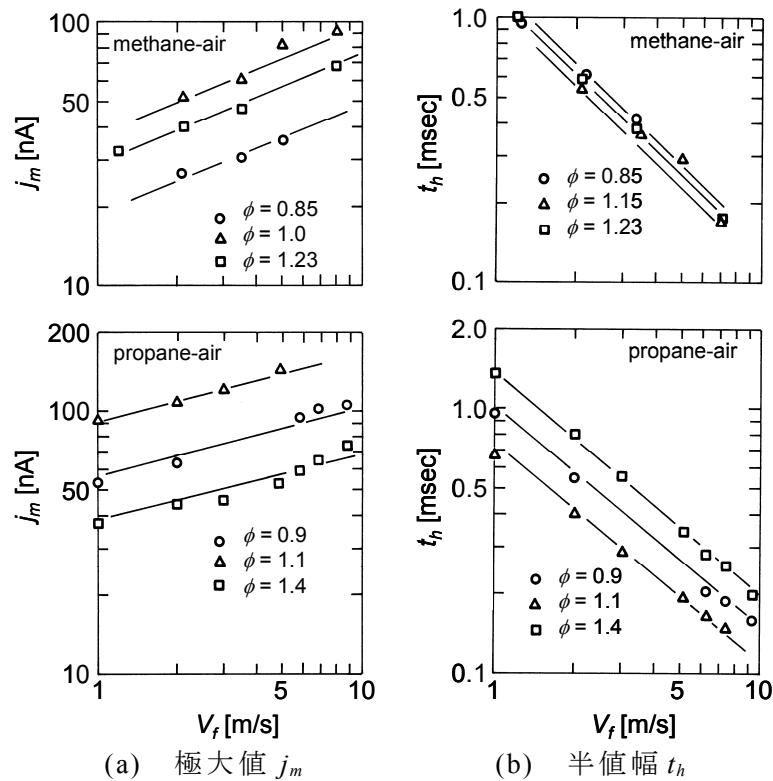 methane-air
100
50
10
j_m [nA]
ϕ = 0.85
ϕ = 1.0
ϕ = 1.23
methane-air
1.0
0.5
0.1
t_h [msec]
ϕ = 0.85
ϕ = 1.15
ϕ = 1.23
propane-air
200
100
50
10
j_m [nA]
ϕ = 0.9
ϕ = 1.1
ϕ = 1.4
1 5 10
V_f [m/s]
propane-air
2.0
1.0
0.5
0.1
t_h [msec]
ϕ = 0.9
ϕ = 1.1
ϕ = 1.4
1 5 10
V_f [m/s]
(a) 極大値 j_m
(b) 半値幅 t_h